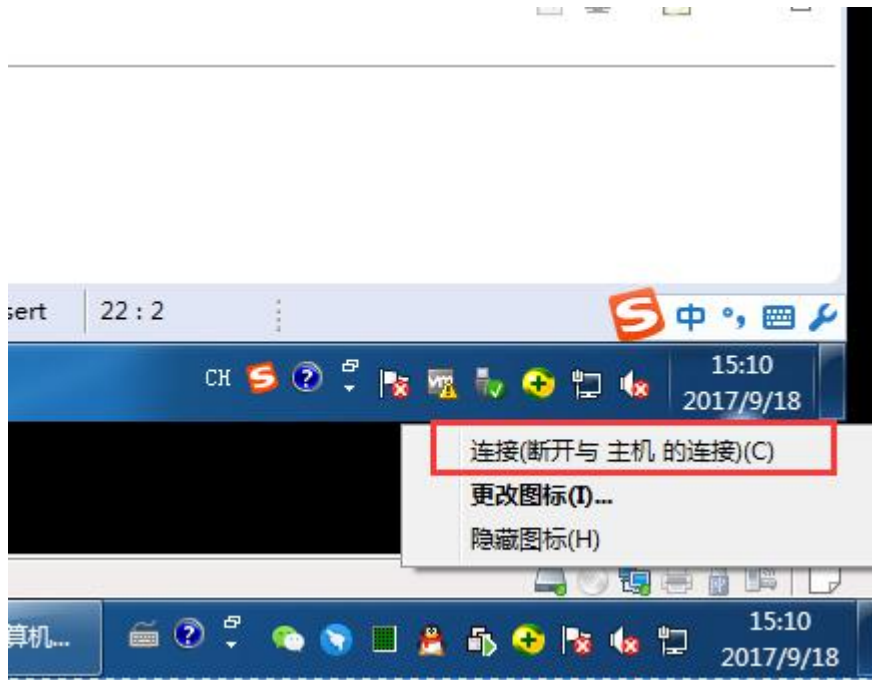 sert 22 : 2 中 °,
CH 15:10
2017/9/18
连接(断开与 主机 的连接)(C)
更改图标(I)...
隐藏图标(H)
算机... 15:10
2017/9/18